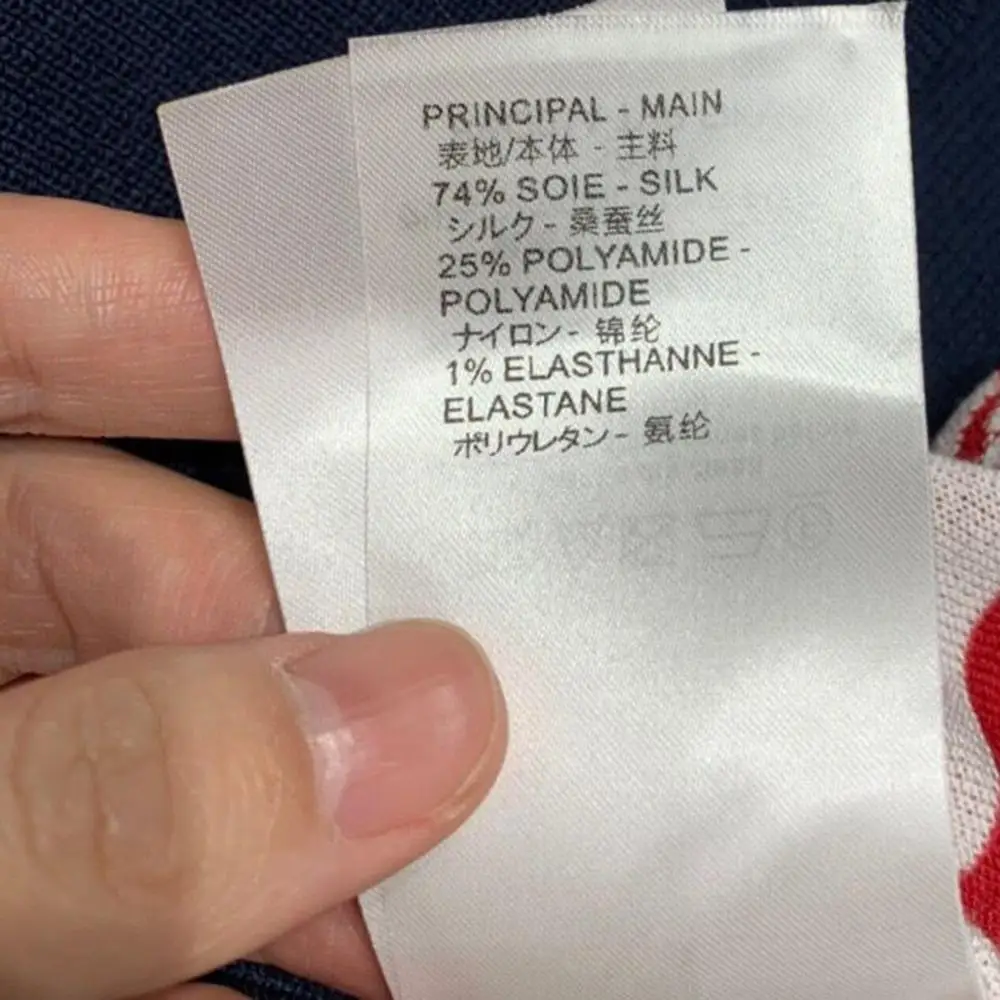 PRINCIPAL - MAIN
表地/本体 - 主料
74% SOIE - SILK
シルク - 桑蚕丝
25% POLYAMIDE -
POLYAMIDE
ナイロン - 锦纶
1% ELASTHANNE -
ELASTANE
ポリウレタン - 氨纶